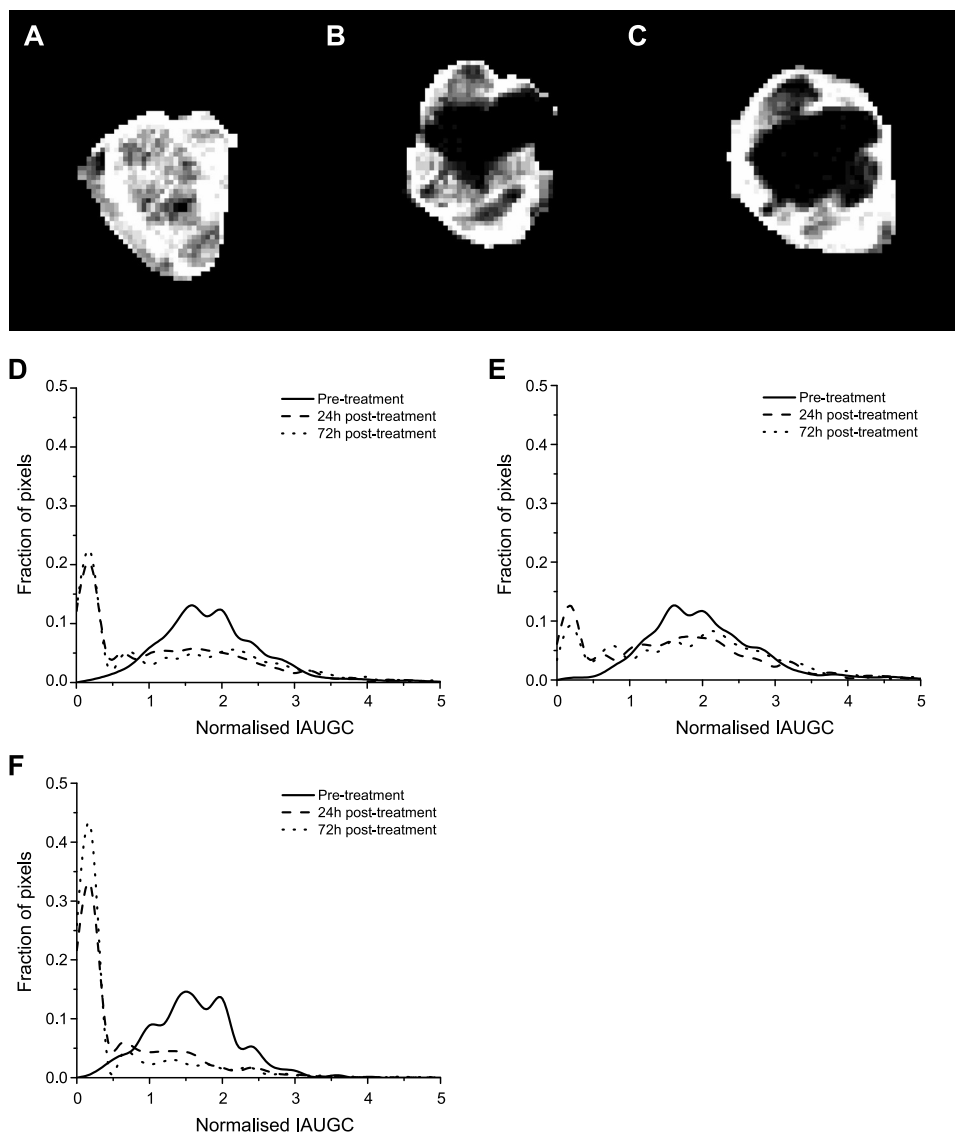 A
B
C
D
0.5
0.4
0.3
0.2
0.1
0.0
Fraction of pixels
Pre-treatment
24h post-treatment
72h post-treatment
0 1 2 3 4 5
Normalised IAUGC
E
0.5
0.4
0.3
0.2
0.1
0.0
Fraction of pixels
Pre-treatment
24h post-treatment
72h post-treatment
0 1 2 3 4 5
Normalised IAUGC
F
0.5
0.4
0.3
0.2
0.1
0.0
Fraction of pixels
Pre-treatment
24h post-treatment
72h post-treatment
0 1 2 3 4 5
Normalised IAUGC